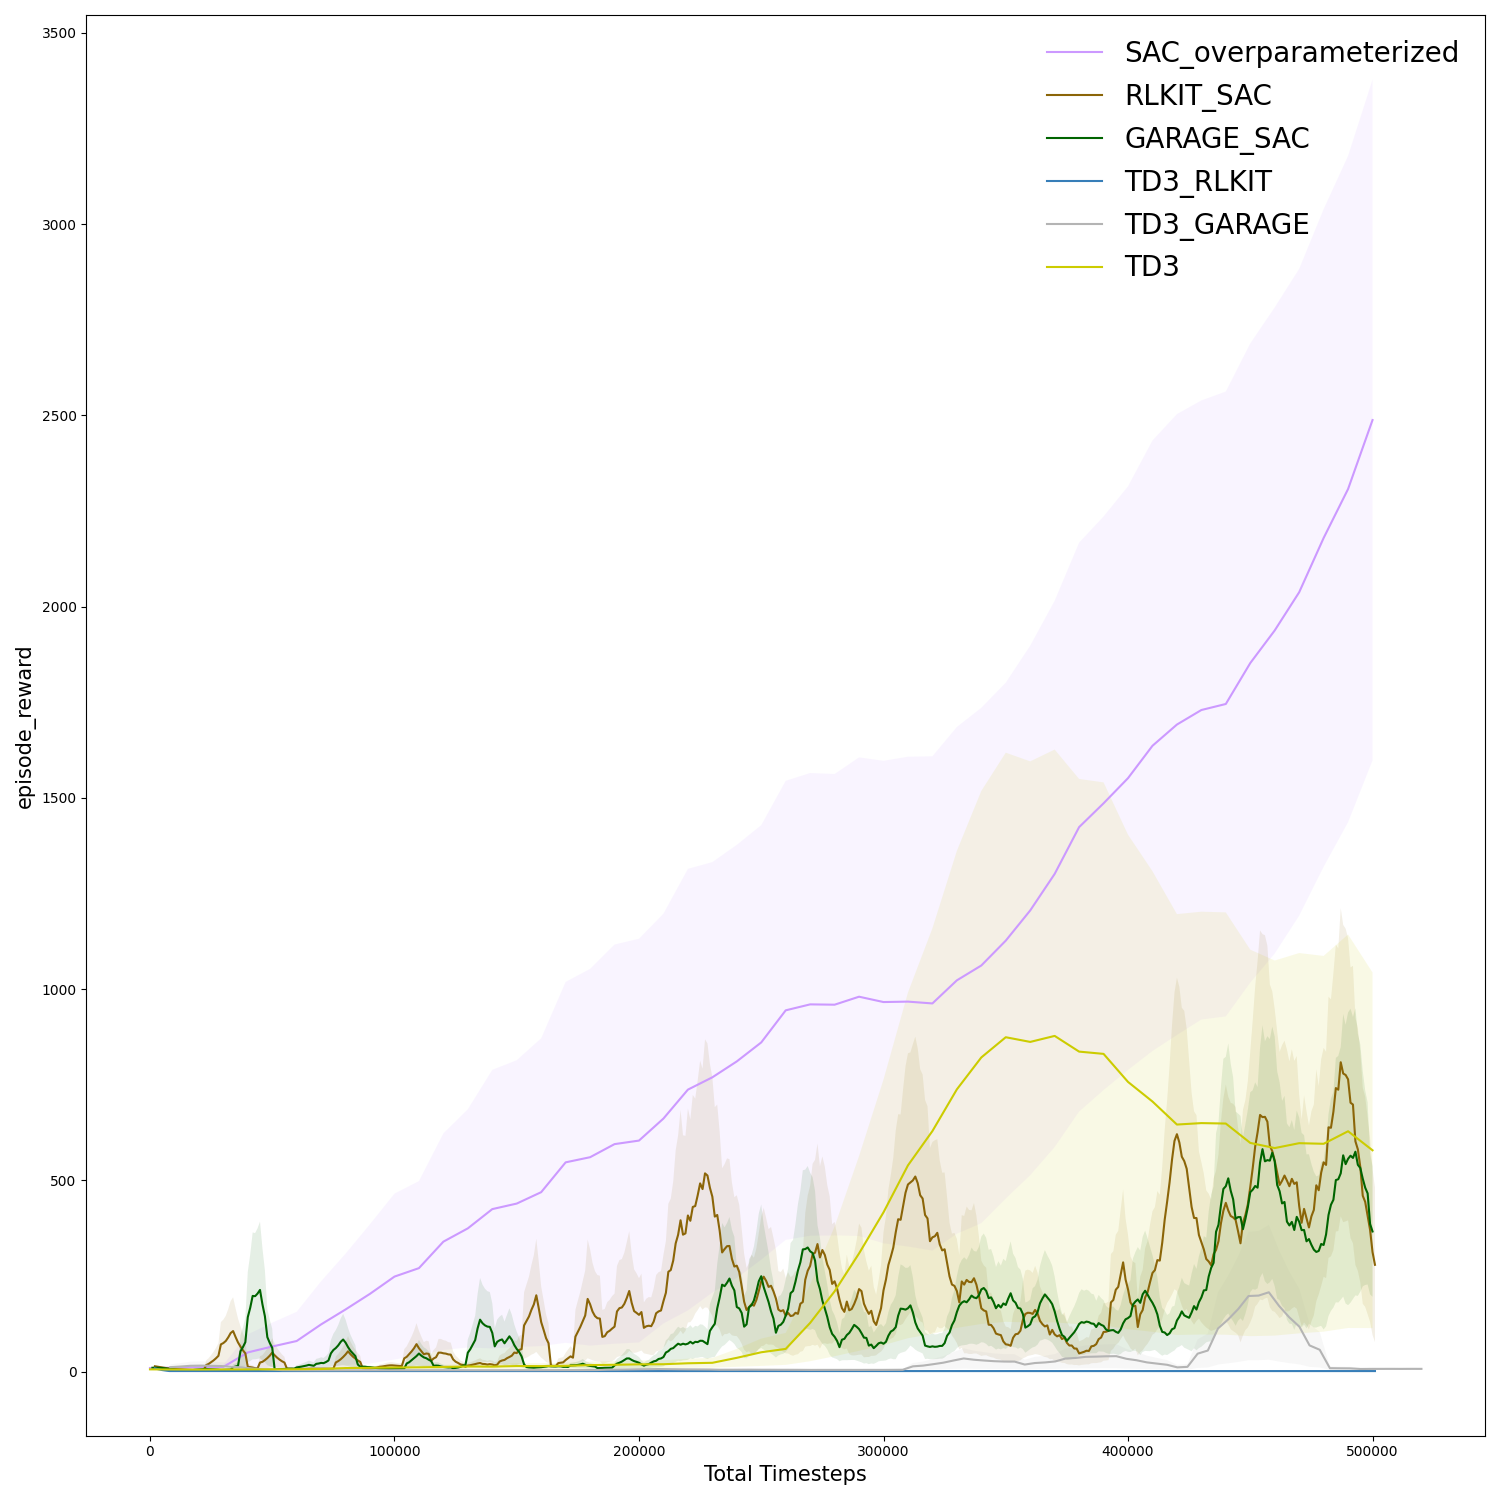 SAC_overparameterized
RLKIT_SAC
GARAGE_SAC
TD3_RLKIT
TD3_GARAGE
TD3
3500
3000
2500
2000
1500
1000
500
0
episode_reward
0 100000 200000 300000 400000 500000
Total Timesteps